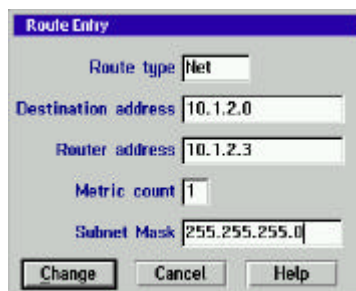 Route Entry
Route type Net
Destination address 10.1.2.0
Router address 10.1.2.3
Metric count 1
Subnet Mask 255.255.255.0
Change Cancel Help